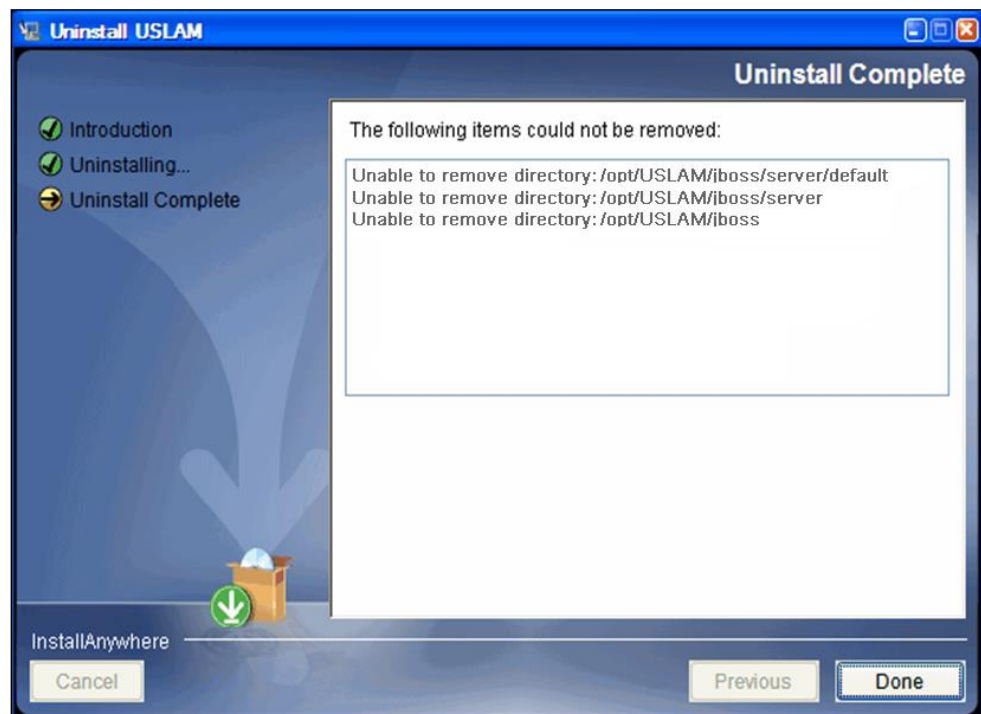 Uninstall USLAM
Uninstall Complete
Introduction
Uninstalling...
Uninstall Complete
The following items could not be removed:
Unable to remove directory:/opt/USLAM/jboss/server/default
Unable to remove directory:/opt/USLAM/jboss/server
Unable to remove directory:/opt/USLAM/jboss
InstallAnywhere
Cancel
Previous
Done